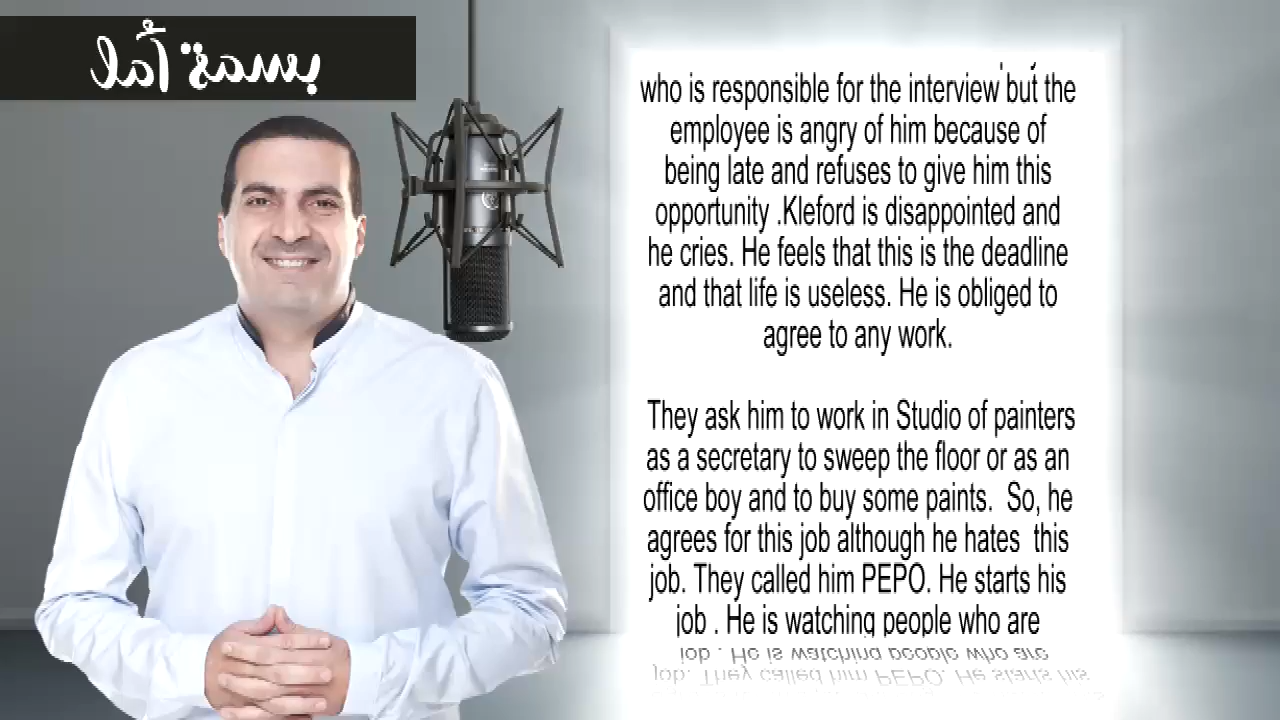 بسمة أمل
who is responsible for the interview but the
employee is angry of him because of
being late and refuses to give him this
opportunity .Kleford is disappointed and
he cries. He feels that this is the deadline
and that life is useless. He is obliged to
agree to any work.
They ask him to work in Studio of painters
as a secretary to sweep the floor or as an
office boy and to buy some paints. So, he
agrees for this job although he hates this
job. They called him PEPO. He starts his
job . He is watching people who are